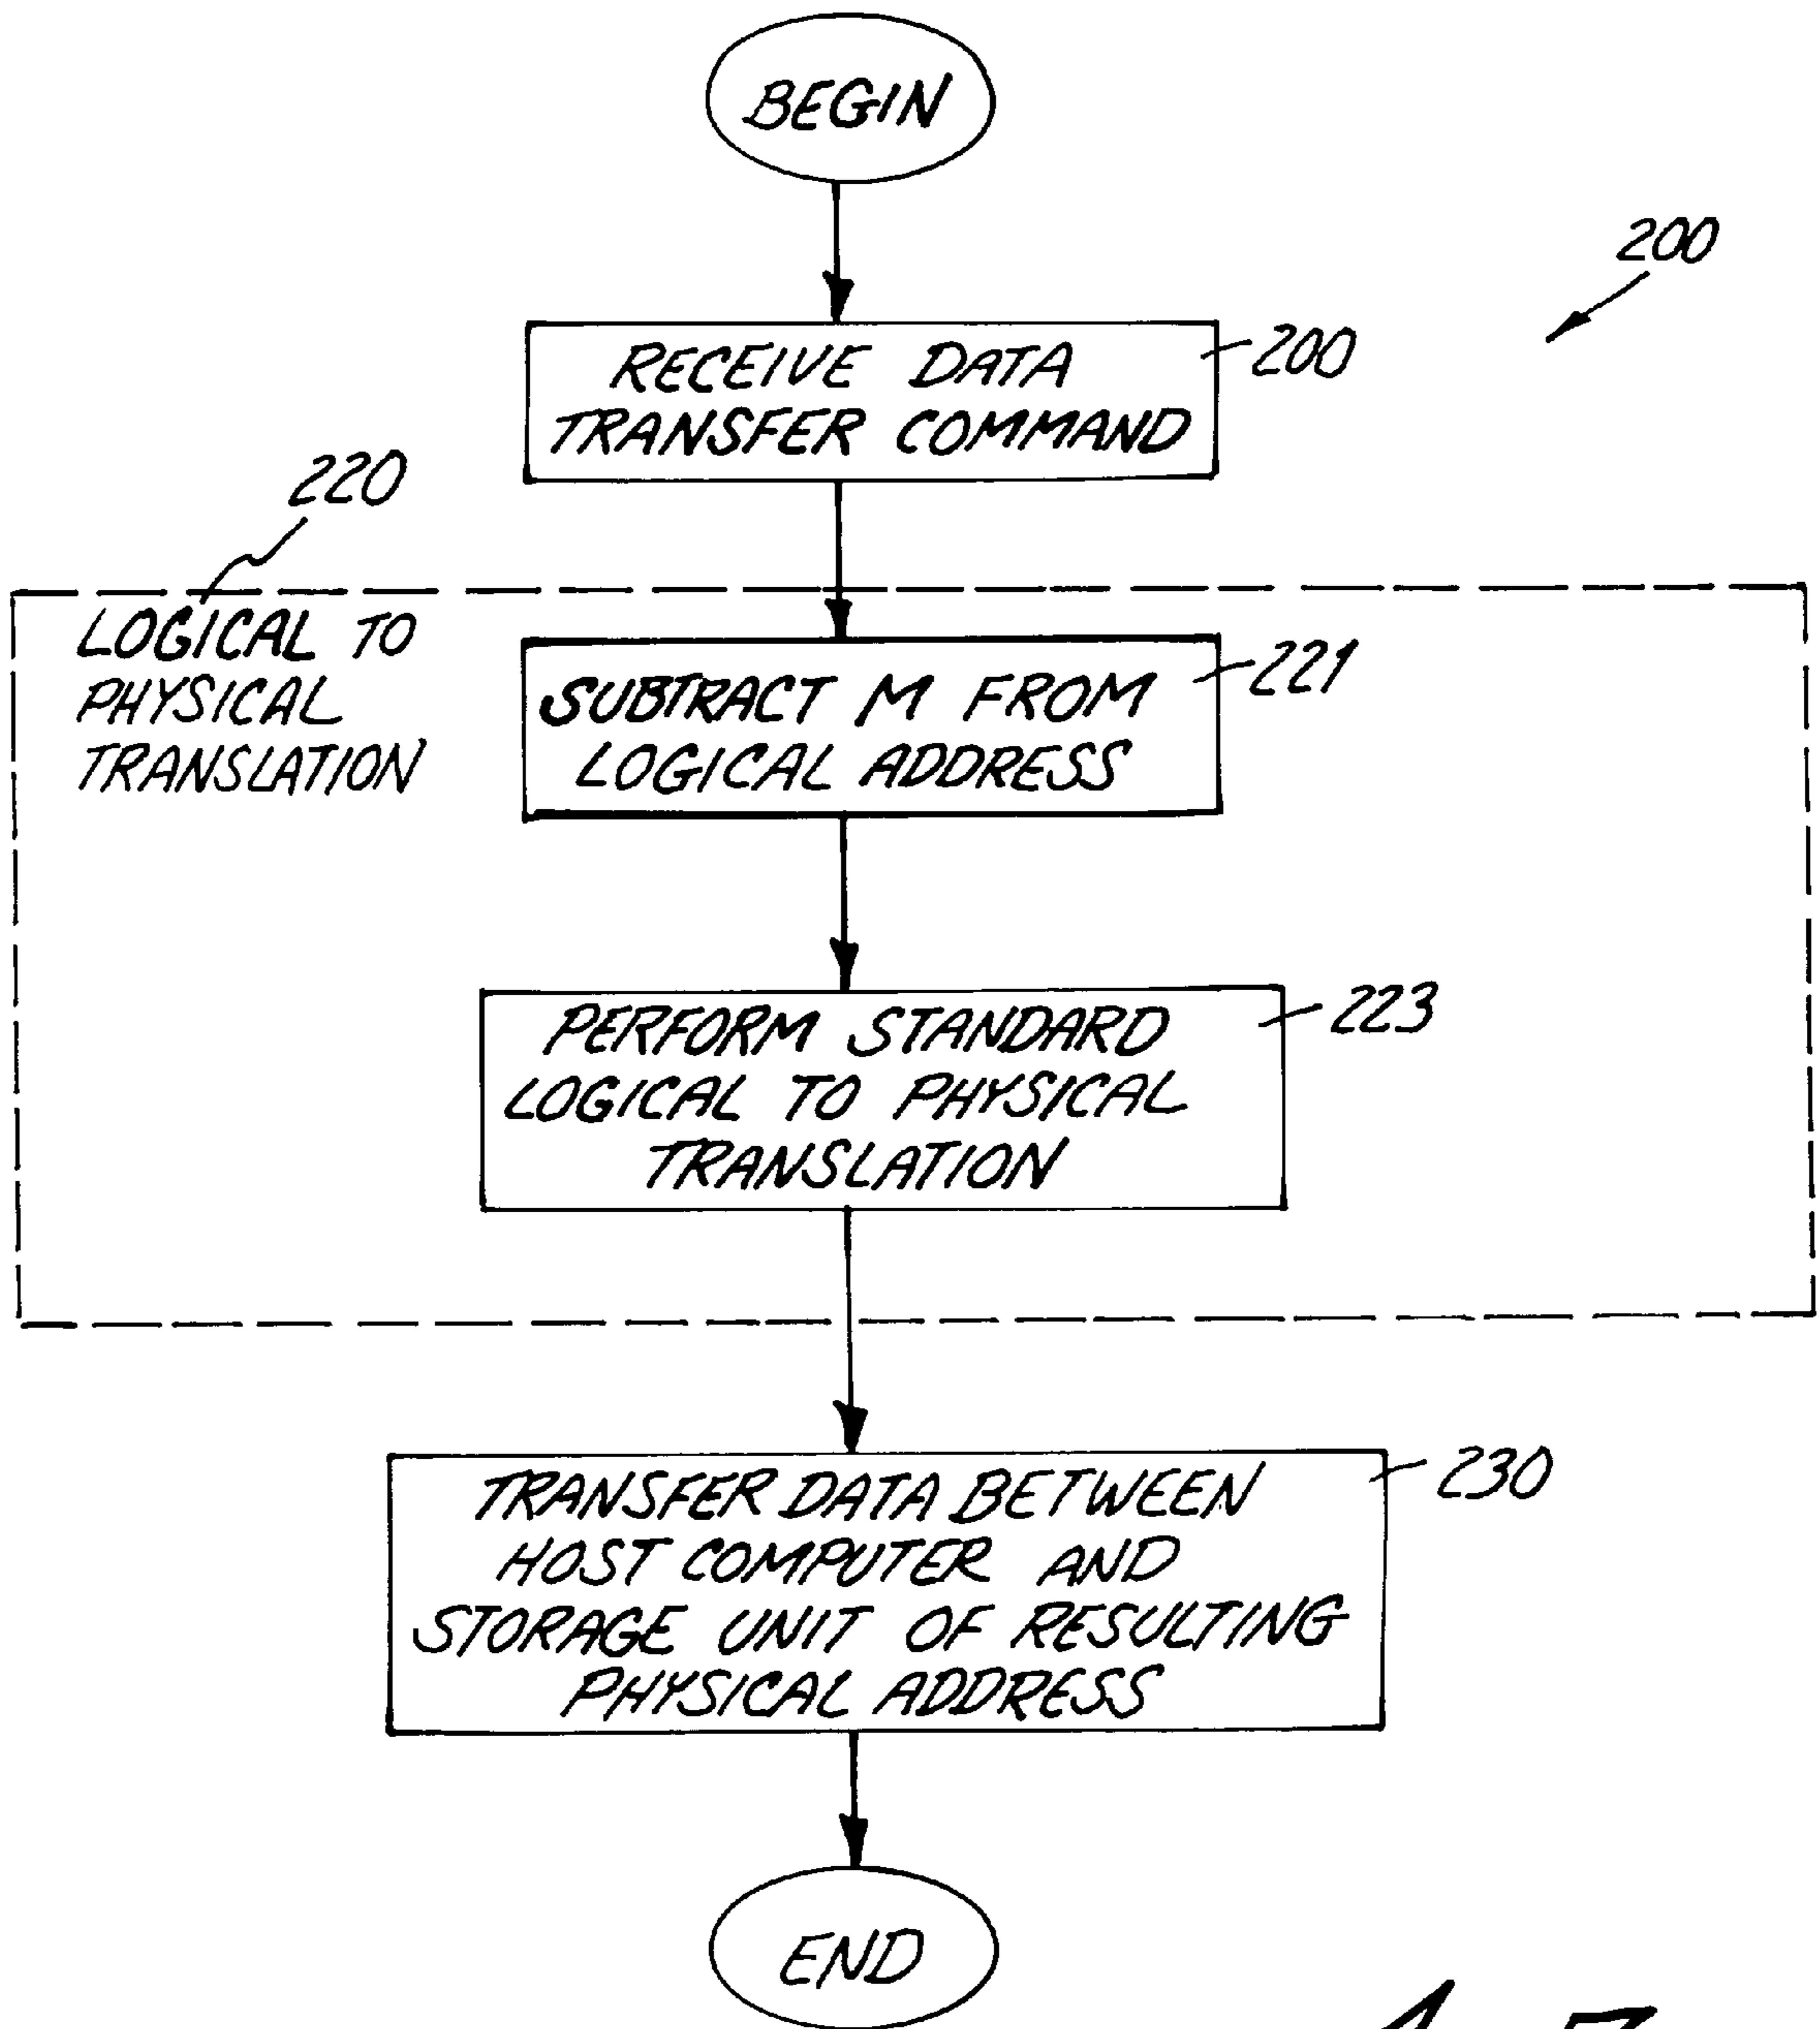 BEGIN
200
RECEIVE DATA
TRANSFER COMMAND
200
220
LOGICAL TO
PHYSICAL
TRANSLATION
SUBTRACT M FROM
LOGICAL ADDRESS
221
PERFORM STANDARD
LOGICAL TO PHYSICAL
TRANSLATION
223
TRANSFER DATA BETWEEN
HOST COMPUTER AND
STORAGE UNIT OF RESULTING
PHYSICAL ADDRESS
230
END